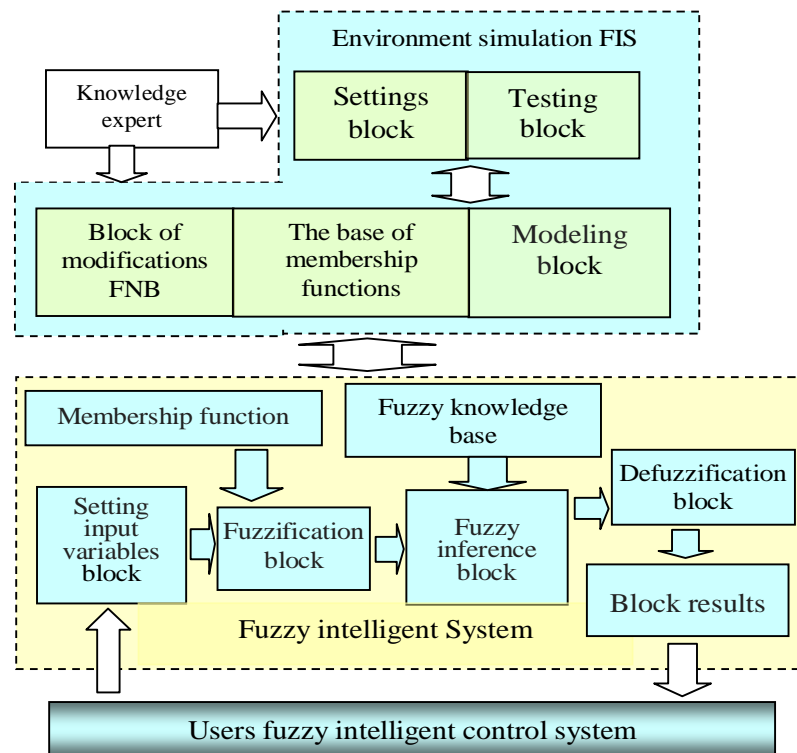 Environment simulation FIS
Knowledge
expert
Settings
block
Testing
block
Block of
modifications
FNB
The base of
membership
functions
Modeling
block
Membership function
Fuzzy knowledge
base
Setting
input
variables
block
Fuzzification
block
Fuzzy
inference
block
Defuzzification
block
Block results
Fuzzy intelligent System
Users fuzzy intelligent control system